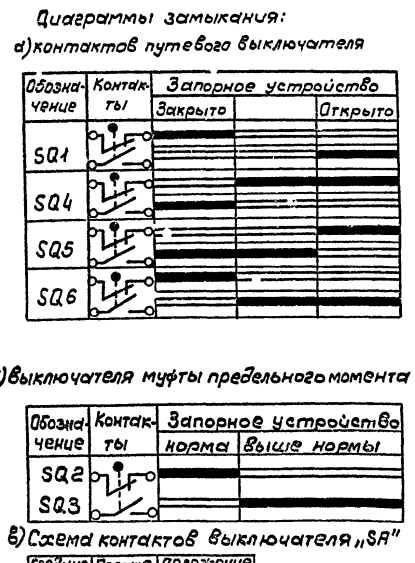 Диаграммы замыкания:
а) контактов путевого выключателя
Обозна- Контак- Запорное устройство
чение ты Закрыто Открыто
SQ1
SQ4
SQ5
SQ6
) выключателя муфты предельного момента
Обозна- Контак- Запорное устройство
чение ты норма выше нормы
SQ2
SQ3
в) Схема контактов выключателя „SA"